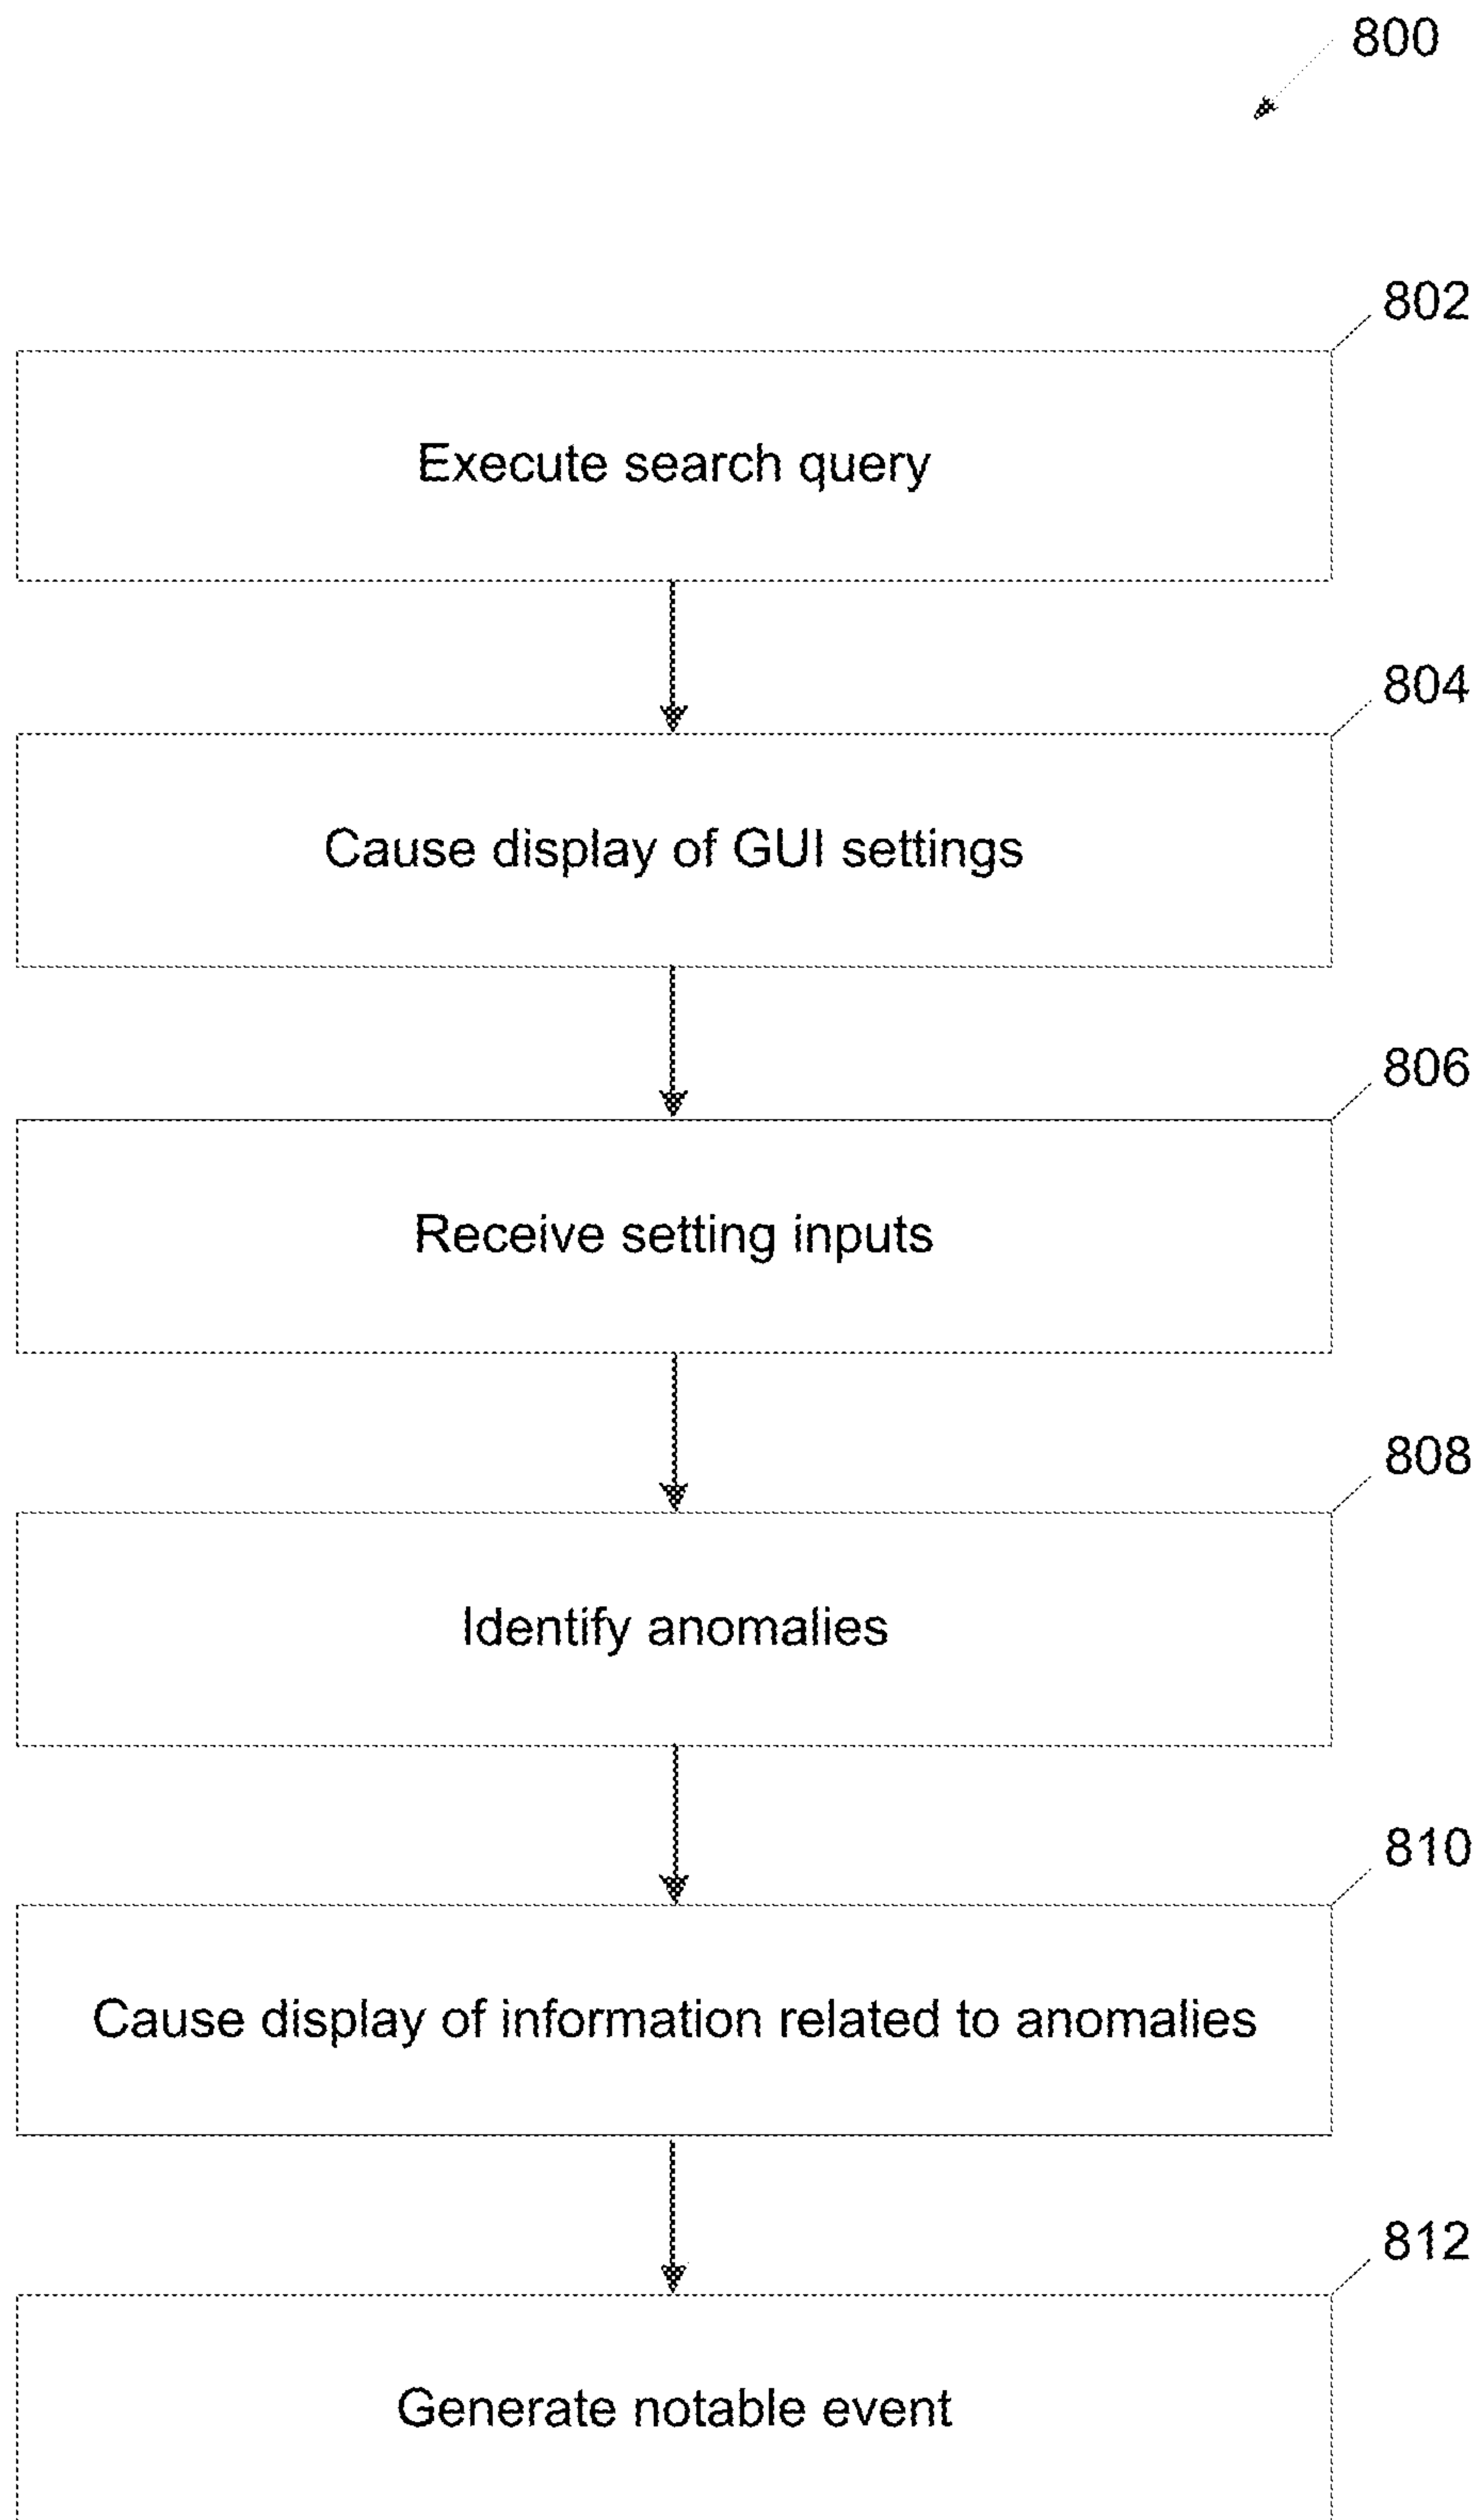 800
802
Execute search query
804
Cause display of GUI settings
806
Receive setting inputs
808
Identify anomalies
810
Cause display of information related to anomalies
812
Generate notable event